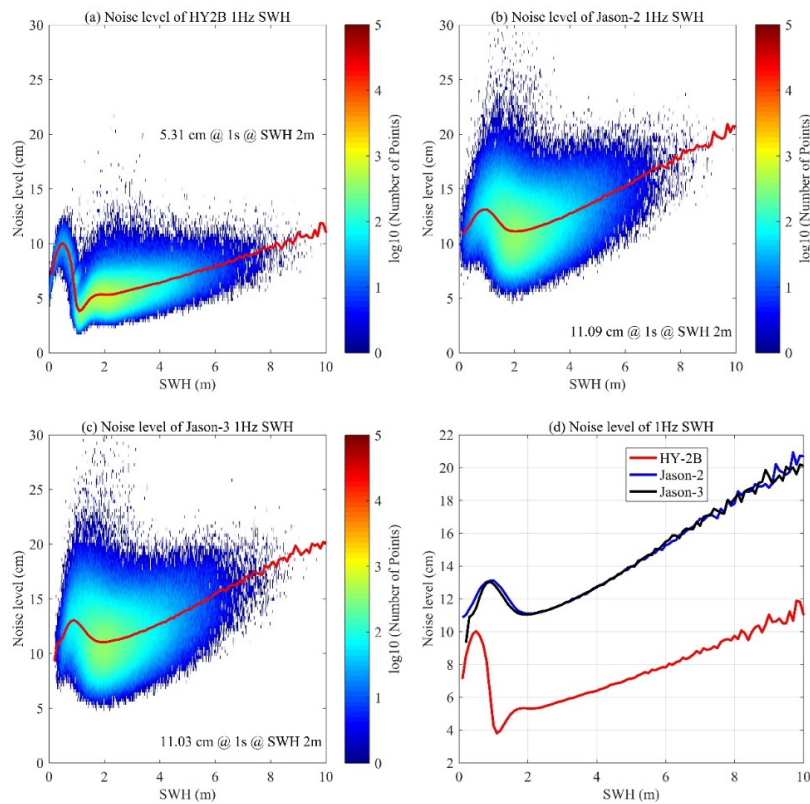 (a) Noise level of HY2B 1Hz SWH
30
25
20
15
10
5
0
Noise level (cm)
5.31 cm @ 1s @ SWH 2m
0 2 4 6 8 10
SWH (m)
5
4
3
2
1
0
log10 (Number of Points)
(b) Noise level of Jason-2 1Hz SWH
30
25
20
15
10
5
0
Noise level (cm)
11.09 cm @ 1s @ SWH 2m
0 2 4 6 8 10
SWH (m)
5
4
3
2
1
0
log10 (Number of Points)
(c) Noise level of Jason-3 1Hz SWH
30
25
20
15
10
5
0
Noise level (cm)
11.03 cm @ 1s @ SWH 2m
0 2 4 6 8 10
SWH (m)
5
4
3
2
1
0
log10 (Number of Points)
(d) Noise level of 1Hz SWH
22
20
18
16
14
12
10
8
6
4
2
Noise level (cm)
HY-2B
Jason-2
Jason-3
0 2 4 6 8 10
SWH (m)